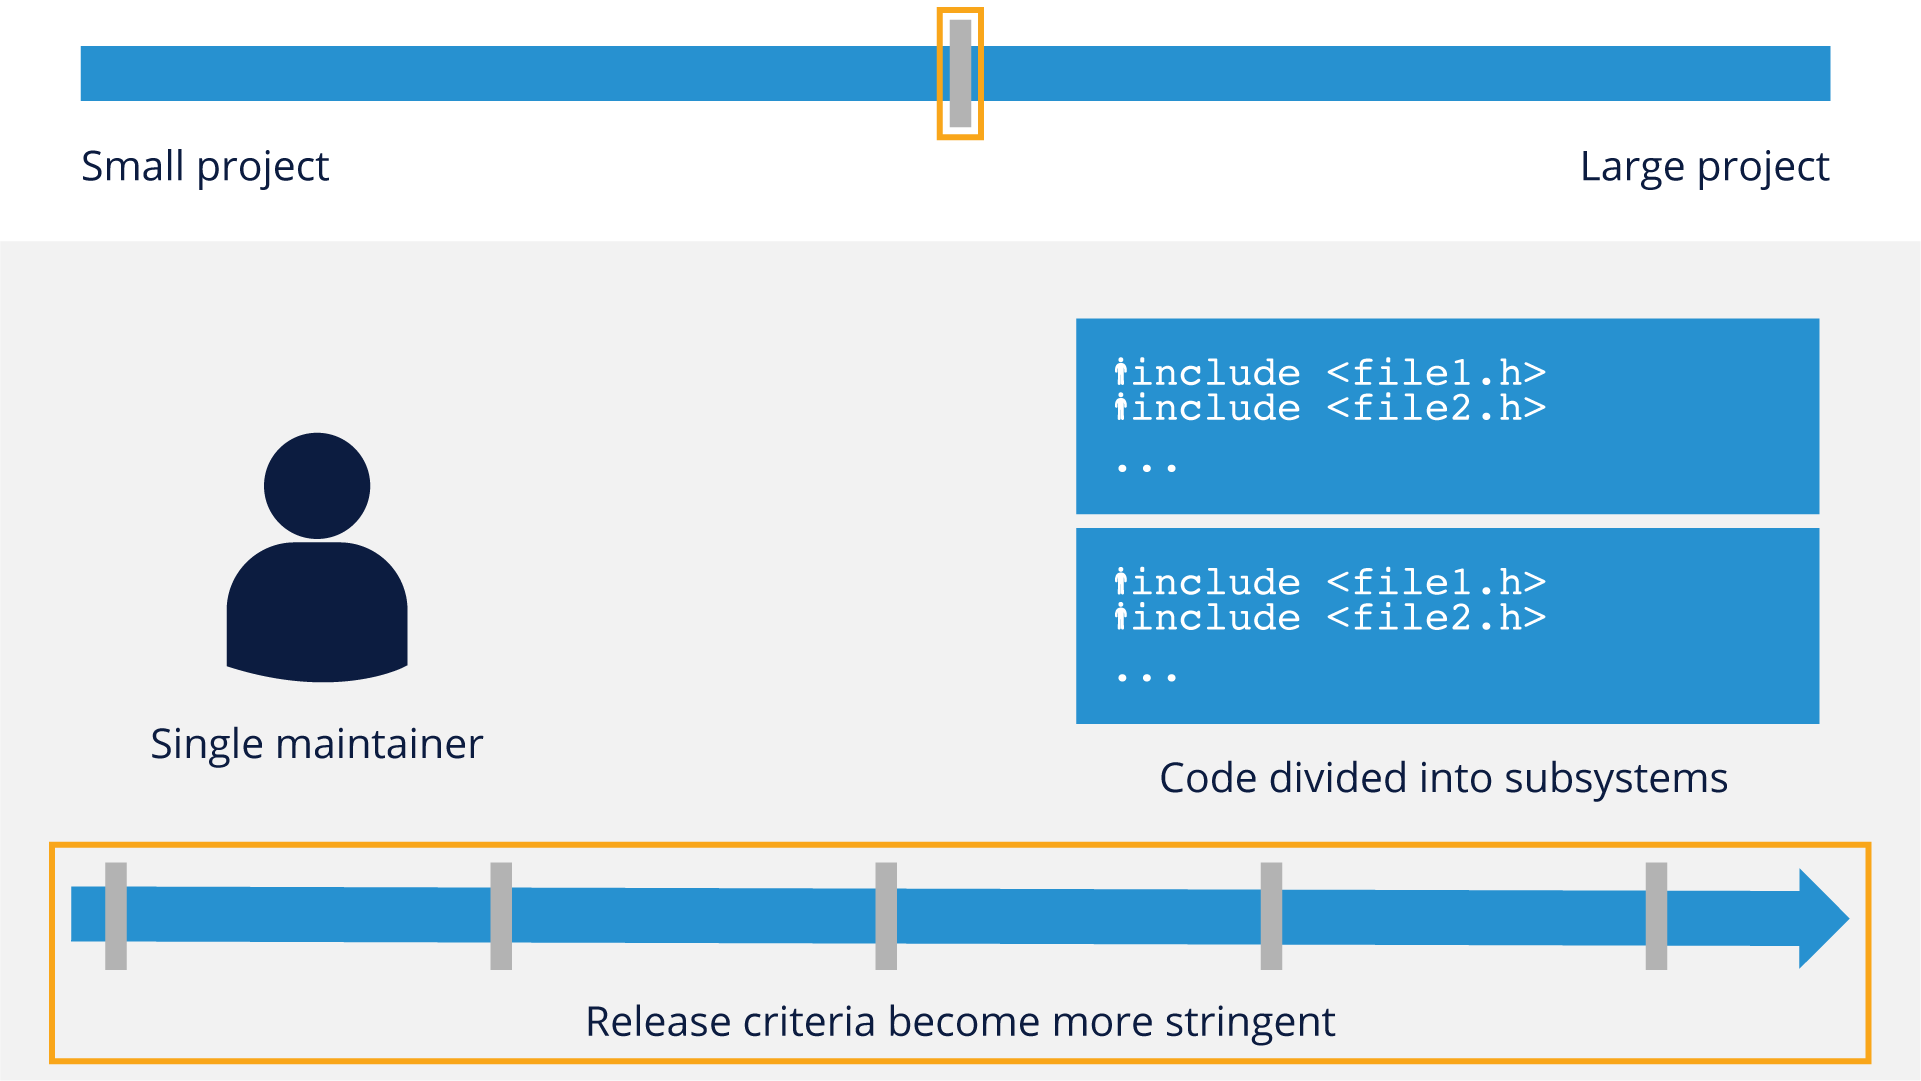 Small project
Large project
include <file1.h>
include <file2.h>
...
include <file1.h>
include <file2.h>
...
Single maintainer
Code divided into subsystems
Release criteria become more stringent